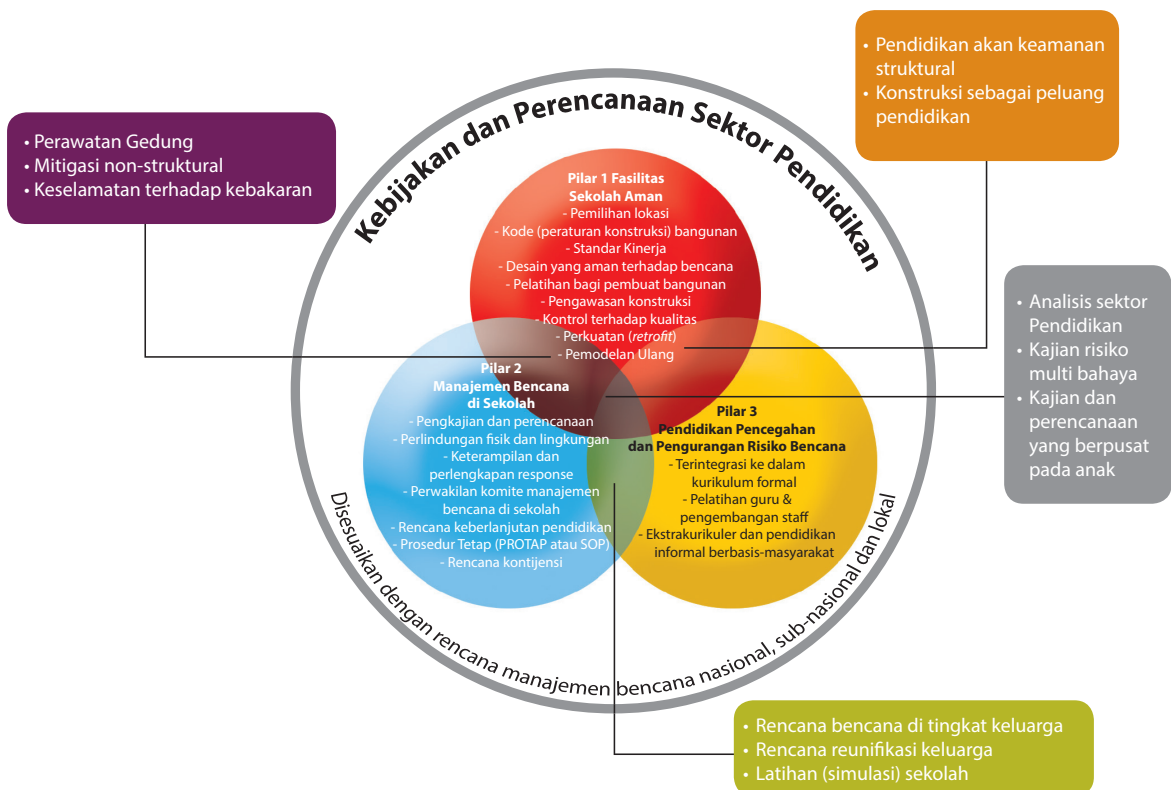 Kebijakan dan Perencanaan Sektor Pendidikan
• Pendidikan akan keamanan
struktural
• Konstruksi sebagai peluang
pendidikan
• Perawatan Gedung
• Mitigasi non-struktural
• Keselamatan terhadap kebakaran
Pilar 1 Fasilitas
Sekolah Aman
- Pemilihan lokasi
- Kode (peraturan konstruksi) bangunan
- Standar Kinerja
- Desain yang aman terhadap bencana
- Pelatihan bagi pembuat bangunan
- Pengawasan konstruksi
- Kontrol terhadap kualitas
- Perkuatan (retrofit)
- Pemodelan Ulang
• Analisis sektor
Pendidikan
• Kajian risiko
multi bahaya
• Kajian dan
perencanaan
yang berpusat
pada anak
Pilar 2
Manajemen Bencana
di Sekolah
- Pengkajian dan perencanaan
- Perlindungan fisik dan lingkungan
- Keterampilan dan
perlengkapan response
- Perwakilan komite manajemen
bencana di sekolah
- Rencana keberlanjutan pendidikan
- Prosedur Tetap (PROTAP atau SOP)
- Rencana kontijensi
Pilar 3
Pendidikan Pencegahan
dan Pengurangan Risiko Bencana
- Terintegrasi ke dalam
kurikulum formal
- Pelatihan guru &
pengembangan staff
- Ekstrakurikuler dan pendidikan
informal berbasis-masyarakat
Disesuaikan dengan rencana manajemen bencana nasional, sub-nasional dan lokal
• Rencana bencana di tingkat keluarga
• Rencana reunifikasi keluarga
• Latihan (simulasi) sekolah